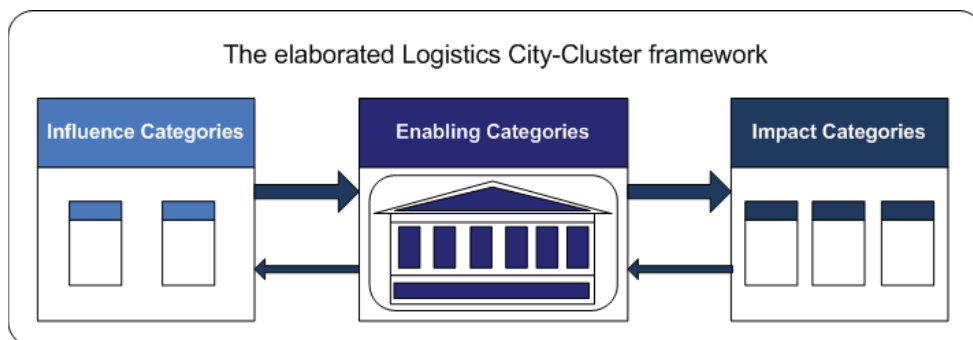 The elaborated Logistics City-Cluster framework
Influence Categories
Enabling Categories
Impact Categories